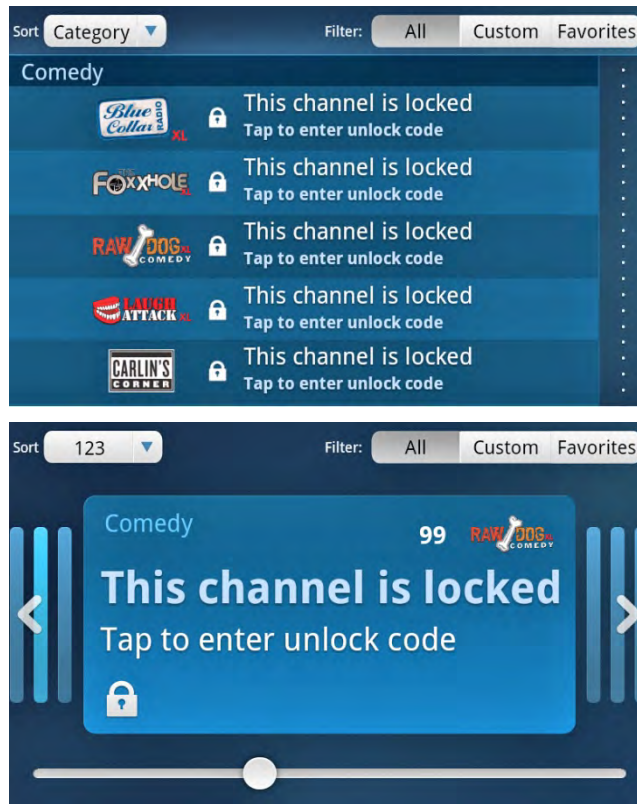 Sort Category Filter: All Custom Favorites
Comedy
Blue Collar RADIO XL
This channel is locked
Tap to enter unlock code
FOXXHOLE XL
This channel is locked
Tap to enter unlock code
RAW DOG XL COMEDY
This channel is locked
Tap to enter unlock code
LAUGH ATTACK XL
This channel is locked
Tap to enter unlock code
CARLIN'S CORNER
This channel is locked
Tap to enter unlock code
Sort 123 Filter: All Custom Favorites
Comedy 99 RAW DOG XL COMEDY
This channel is locked
Tap to enter unlock code